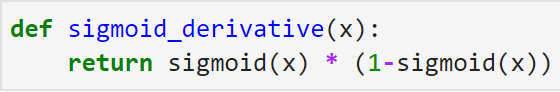 def sigmoid_derivative(x):
    return sigmoid(x) * (1-sigmoid(x))